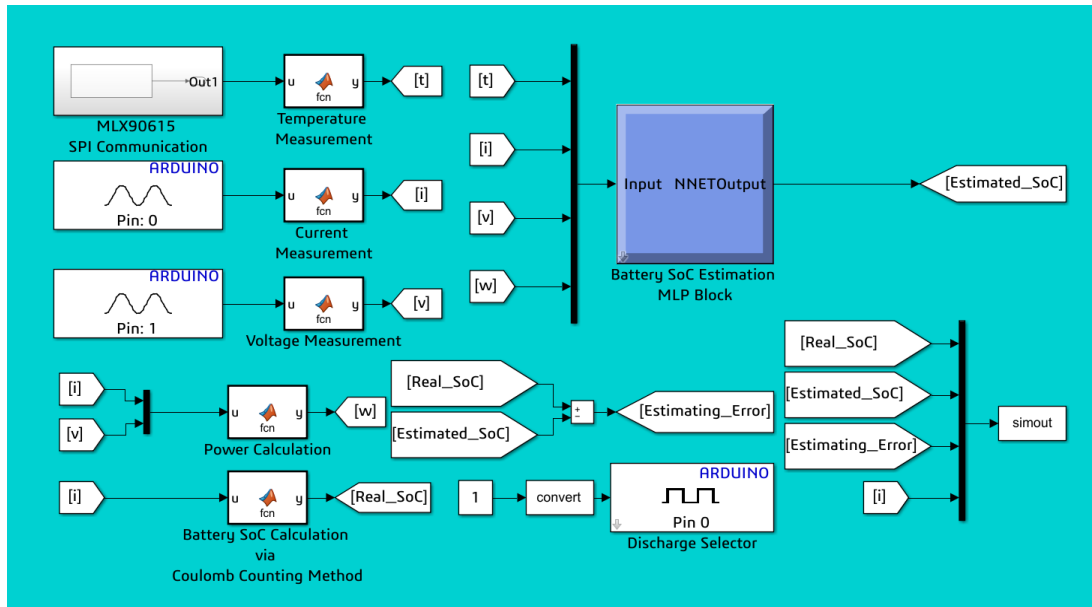 Out1
MLX90615
SPI Communication
u
y
fcn
Temperature
Measurement
[t]
ARDUINO
Pin: 0
u
y
fcn
Current
Measurement
[i]
ARDUINO
Pin: 1
u
y
fcn
Voltage Measurement
[v]
[t]
[i]
[v]
[w]
Input NNETOutput
Battery SoC Estimation
MLP Block
[Estimated_SoC]
[i]
[v]
u
y
fcn
Power Calculation
[w]
[Real_SoC]
[Estimated_SoC]
+
−
[Estimating_Error]
[i]
u
y
fcn
Battery SoC Calculation
via
Coulomb Counting Method
[Real_SoC]
1
convert
ARDUINO
Pin 0
Discharge Selector
[Real_SoC]
[Estimated_SoC]
[Estimating_Error]
[i]
simout